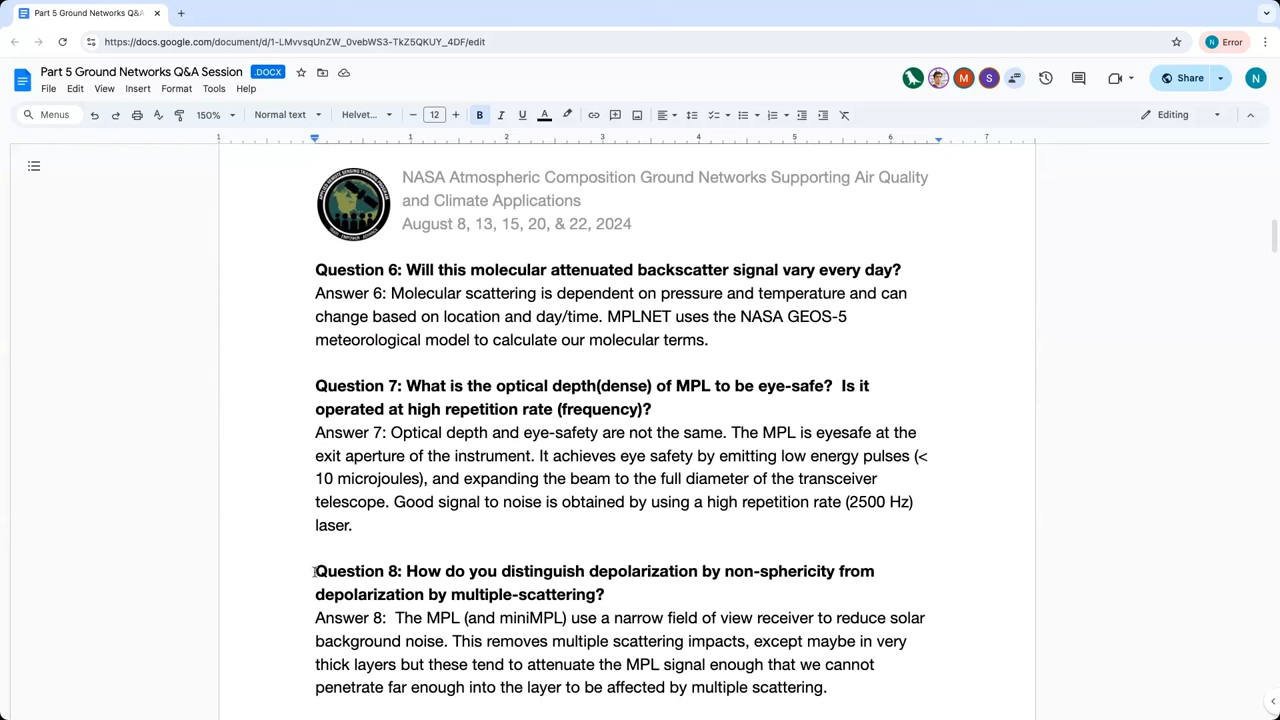 Part 5 Ground Networks Q&A
https://docs.google.com/document/d/1-LMvvsqUnZW_0vebWS3-TkZ5QKUY_4DF/edit
N Error
Part 5 Ground Networks Q&A Session .DOCX
File Edit View Insert Format Tools Help
M S Share N
Menus 150% Normal text Helvet... 12 B I U A Editing
1 1 2 3 4 5 6 7
NASA Atmospheric Composition Ground Networks Supporting Air Quality
and Climate Applications
August 8, 13, 15, 20, & 22, 2024
Question 6: Will this molecular attenuated backscatter signal vary every day?
Answer 6: Molecular scattering is dependent on pressure and temperature and can
change based on location and day/time. MPLNET uses the NASA GEOS-5
meteorological model to calculate our molecular terms.
Question 7: What is the optical depth(dense) of MPL to be eye-safe?  Is it
operated at high repetition rate (frequency)?
Answer 7: Optical depth and eye-safety are not the same. The MPL is eyesafe at the
exit aperture of the instrument. It achieves eye safety by emitting low energy pulses (<
10 microjoules), and expanding the beam to the full diameter of the transceiver
telescope. Good signal to noise is obtained by using a high repetition rate (2500 Hz)
laser.
Question 8: How do you distinguish depolarization by non-sphericity from
depolarization by multiple-scattering?
Answer 8:  The MPL (and miniMPL) use a narrow field of view receiver to reduce solar
background noise. This removes multiple scattering impacts, except maybe in very
thick layers but these tend to attenuate the MPL signal enough that we cannot
penetrate far enough into the layer to be affected by multiple scattering.